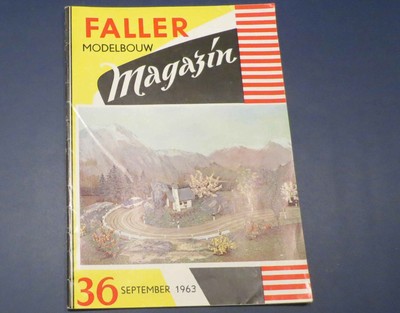 FALLER
MODELBOUW
Magazin
36 SEPTEMBER 1963